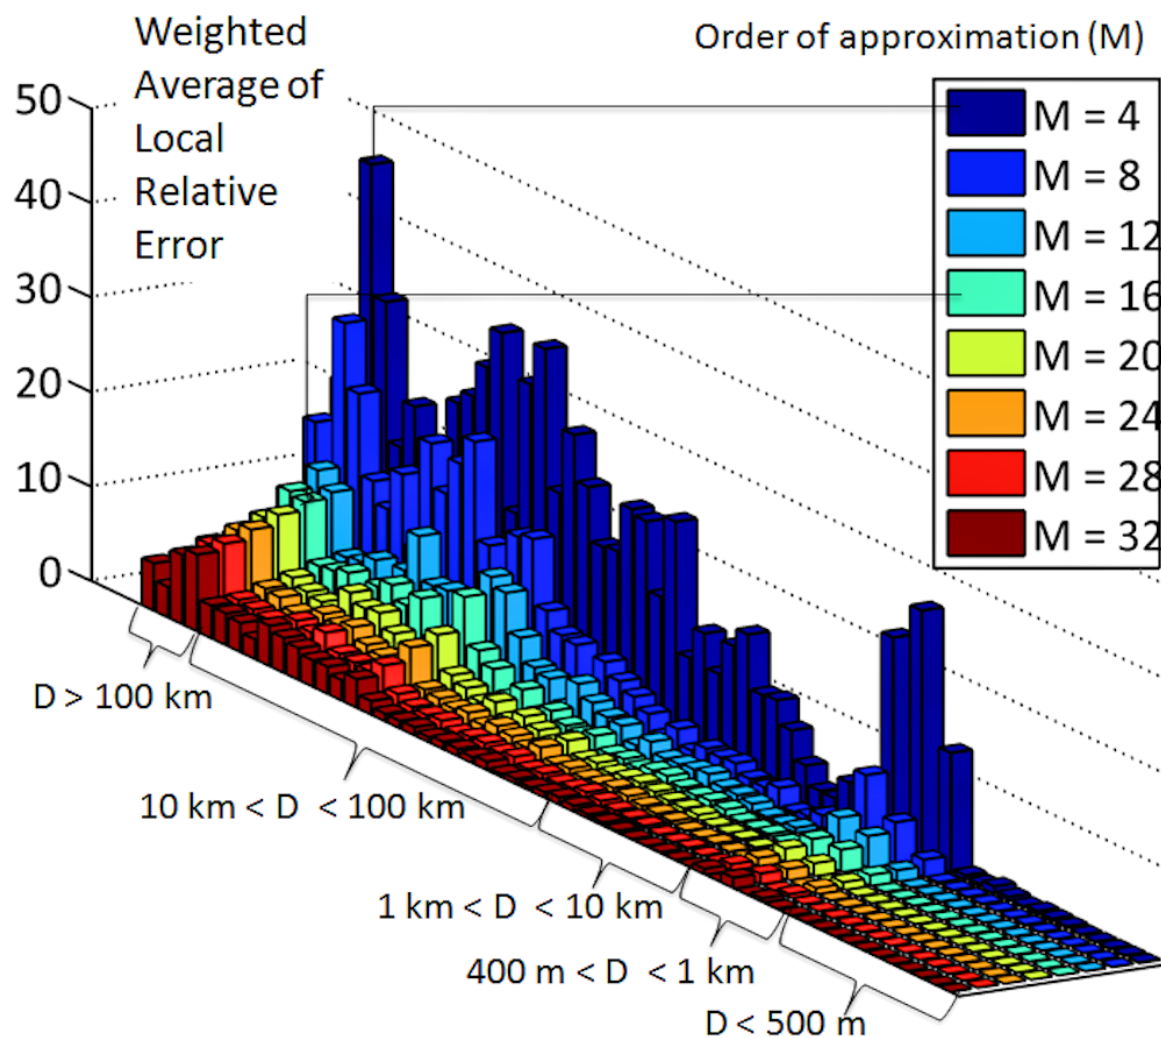 Weighted
Average of
Local
Relative
Error
Order of approximation (M)
50
40
30
20
10
0
M = 4
M = 8
M = 12
M = 16
M = 20
M = 24
M = 28
M = 32
D > 100 km
10 km < D < 100 km
1 km < D < 10 km
400 m < D < 1 km
D < 500 m